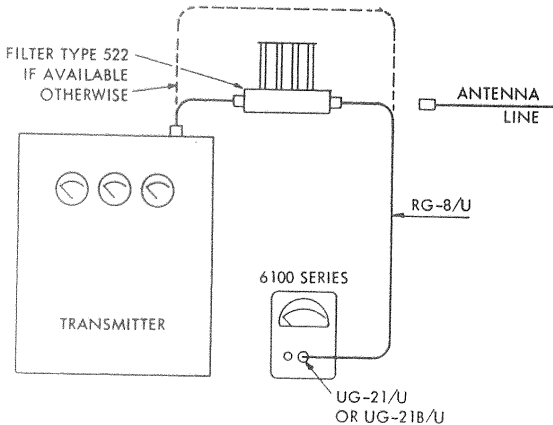 FILTER TYPE 522
IF AVAILABLE
OTHERWISE
ANTENNA
LINE
RG-8/U
6100 SERIES
TRANSMITTER
UG-21/U
OR UG-21B/U